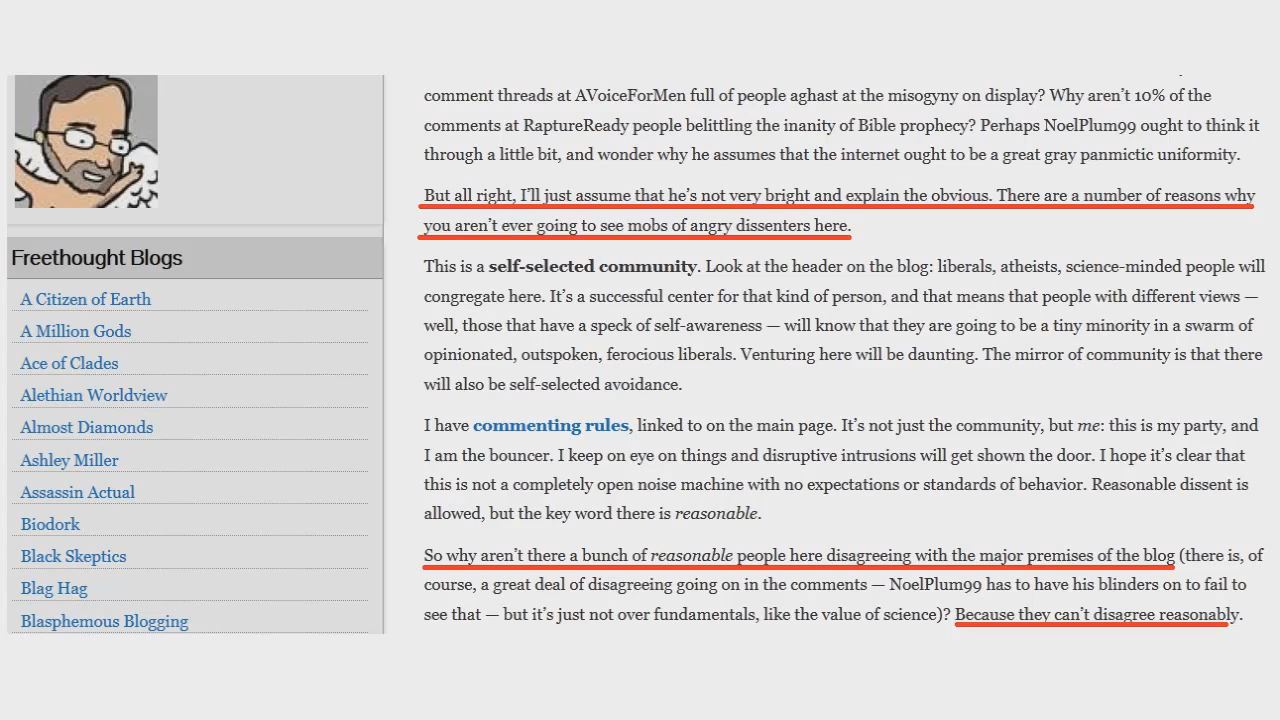 comment threads at AVoiceForMen full of people aghast at the misogyny on display? Why aren't 10% of the
comments at RaptureReady people belittling the inanity of Bible prophecy? Perhaps NoelPlum99 ought to think it
through a little bit, and wonder why he assumes that the internet ought to be a great gray panmictic uniformity.
But all right, I'll just assume that he's not very bright and explain the obvious. There are a number of reasons why
you aren't ever going to see mobs of angry dissenters here.
This is a self-selected community. Look at the header on the blog: liberals, atheists, science-minded people will
congregate here. It's a successful center for that kind of person, and that means that people with different views —
well, those that have a speck of self-awareness — will know that they are going to be a tiny minority in a swarm of
opinionated, outspoken, ferocious liberals. Venturing here will be daunting. The mirror of community is that there
will also be self-selected avoidance.
I have commenting rules, linked to on the main page. It's not just the community, but me: this is my party, and
I am the bouncer. I keep on eye on things and disruptive intrusions will get shown the door. I hope it's clear that
this is not a completely open noise machine with no expectations or standards of behavior. Reasonable dissent is
allowed, but the key word there is reasonable.
So why aren't there a bunch of reasonable people here disagreeing with the major premises of the blog (there is, of
course, a great deal of disagreeing going on in the comments — NoelPlum99 has to have his blinders on to fail to
see that — but it's just not over fundamentals, like the value of science)? Because they can't disagree reasonably.
Freethought Blogs
A Citizen of Earth
A Million Gods
Ace of Clades
Alethian Worldview
Almost Diamonds
Ashley Miller
Assassin Actual
Biodork
Black Skeptics
Blag Hag
Blasphemous Blogging